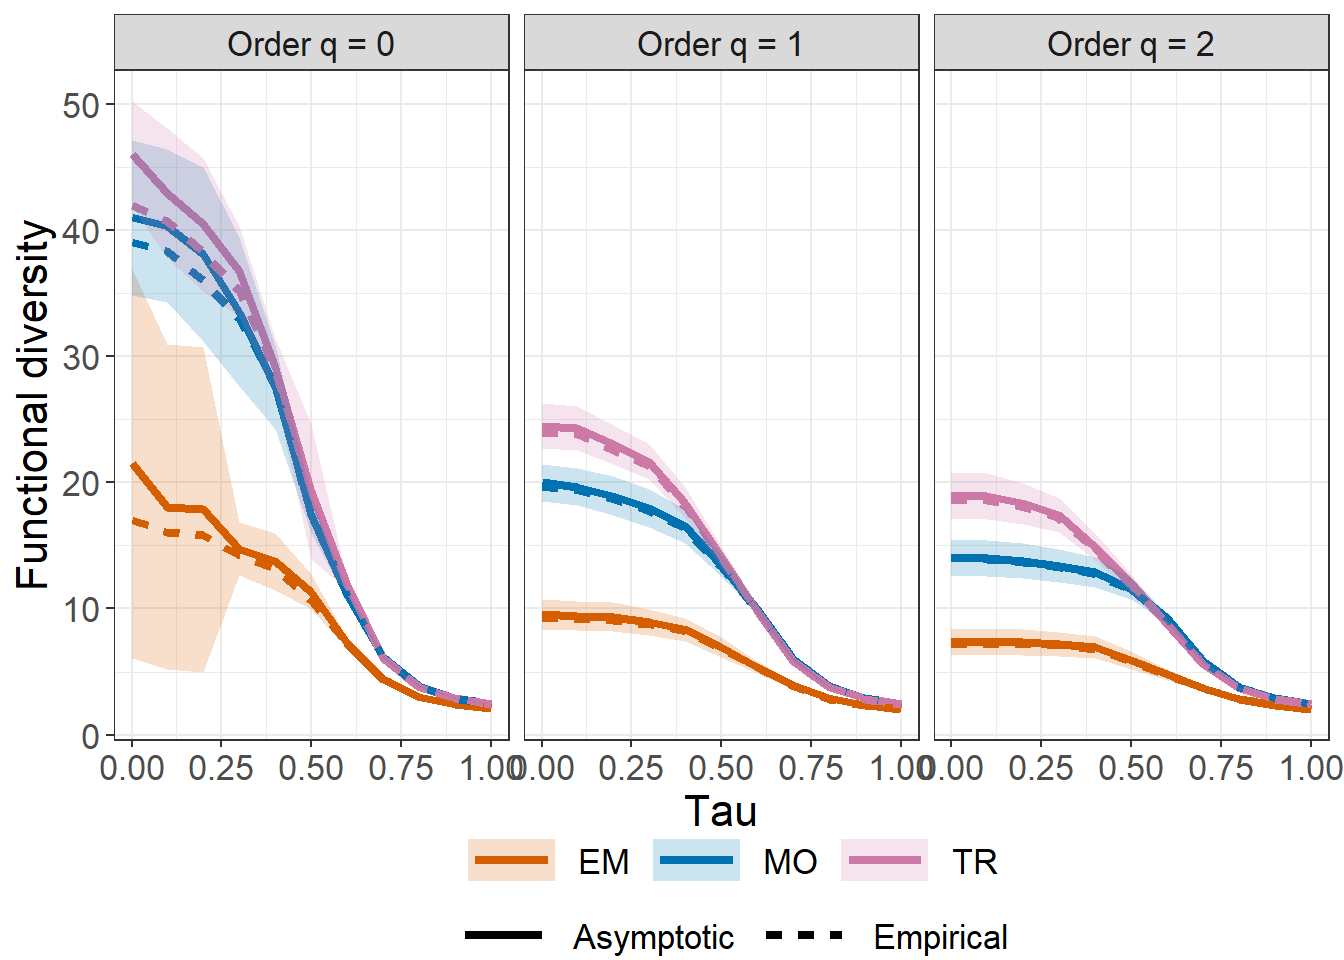 Order q = 0
Order q = 1
Order q = 2
Functional diversity
50
40
30
20
10
0
0.00 0.25 0.50 0.75 1.00
0.00 0.25 0.50 0.75 1.00
0.00 0.25 0.50 0.75 1.00
Tau
EM MO TR
Asymptotic Empirical